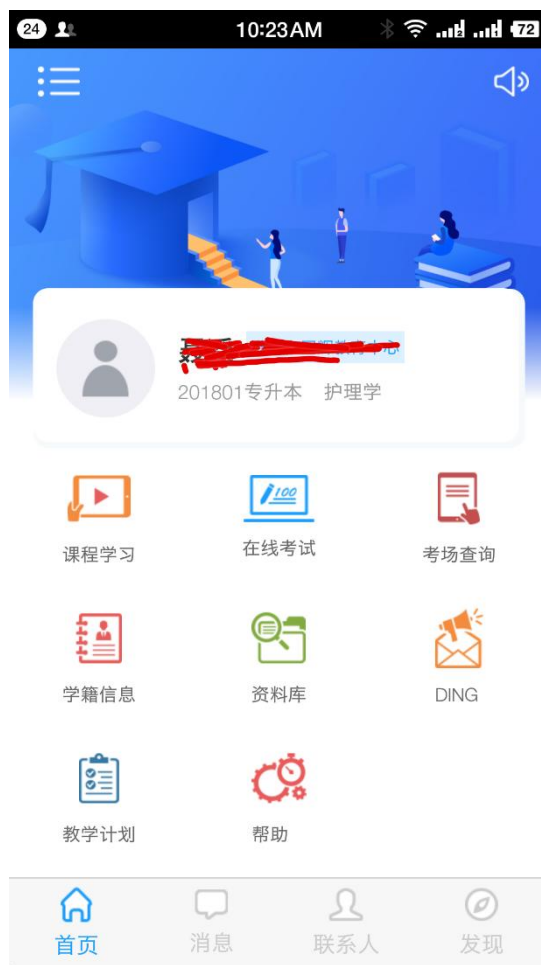 24 10:23AM 72
201801专升本 护理学
课程学习 在线考试 考场查询
学籍信息 资料库 DING
教学计划 帮助
首页 消息 联系人 发现